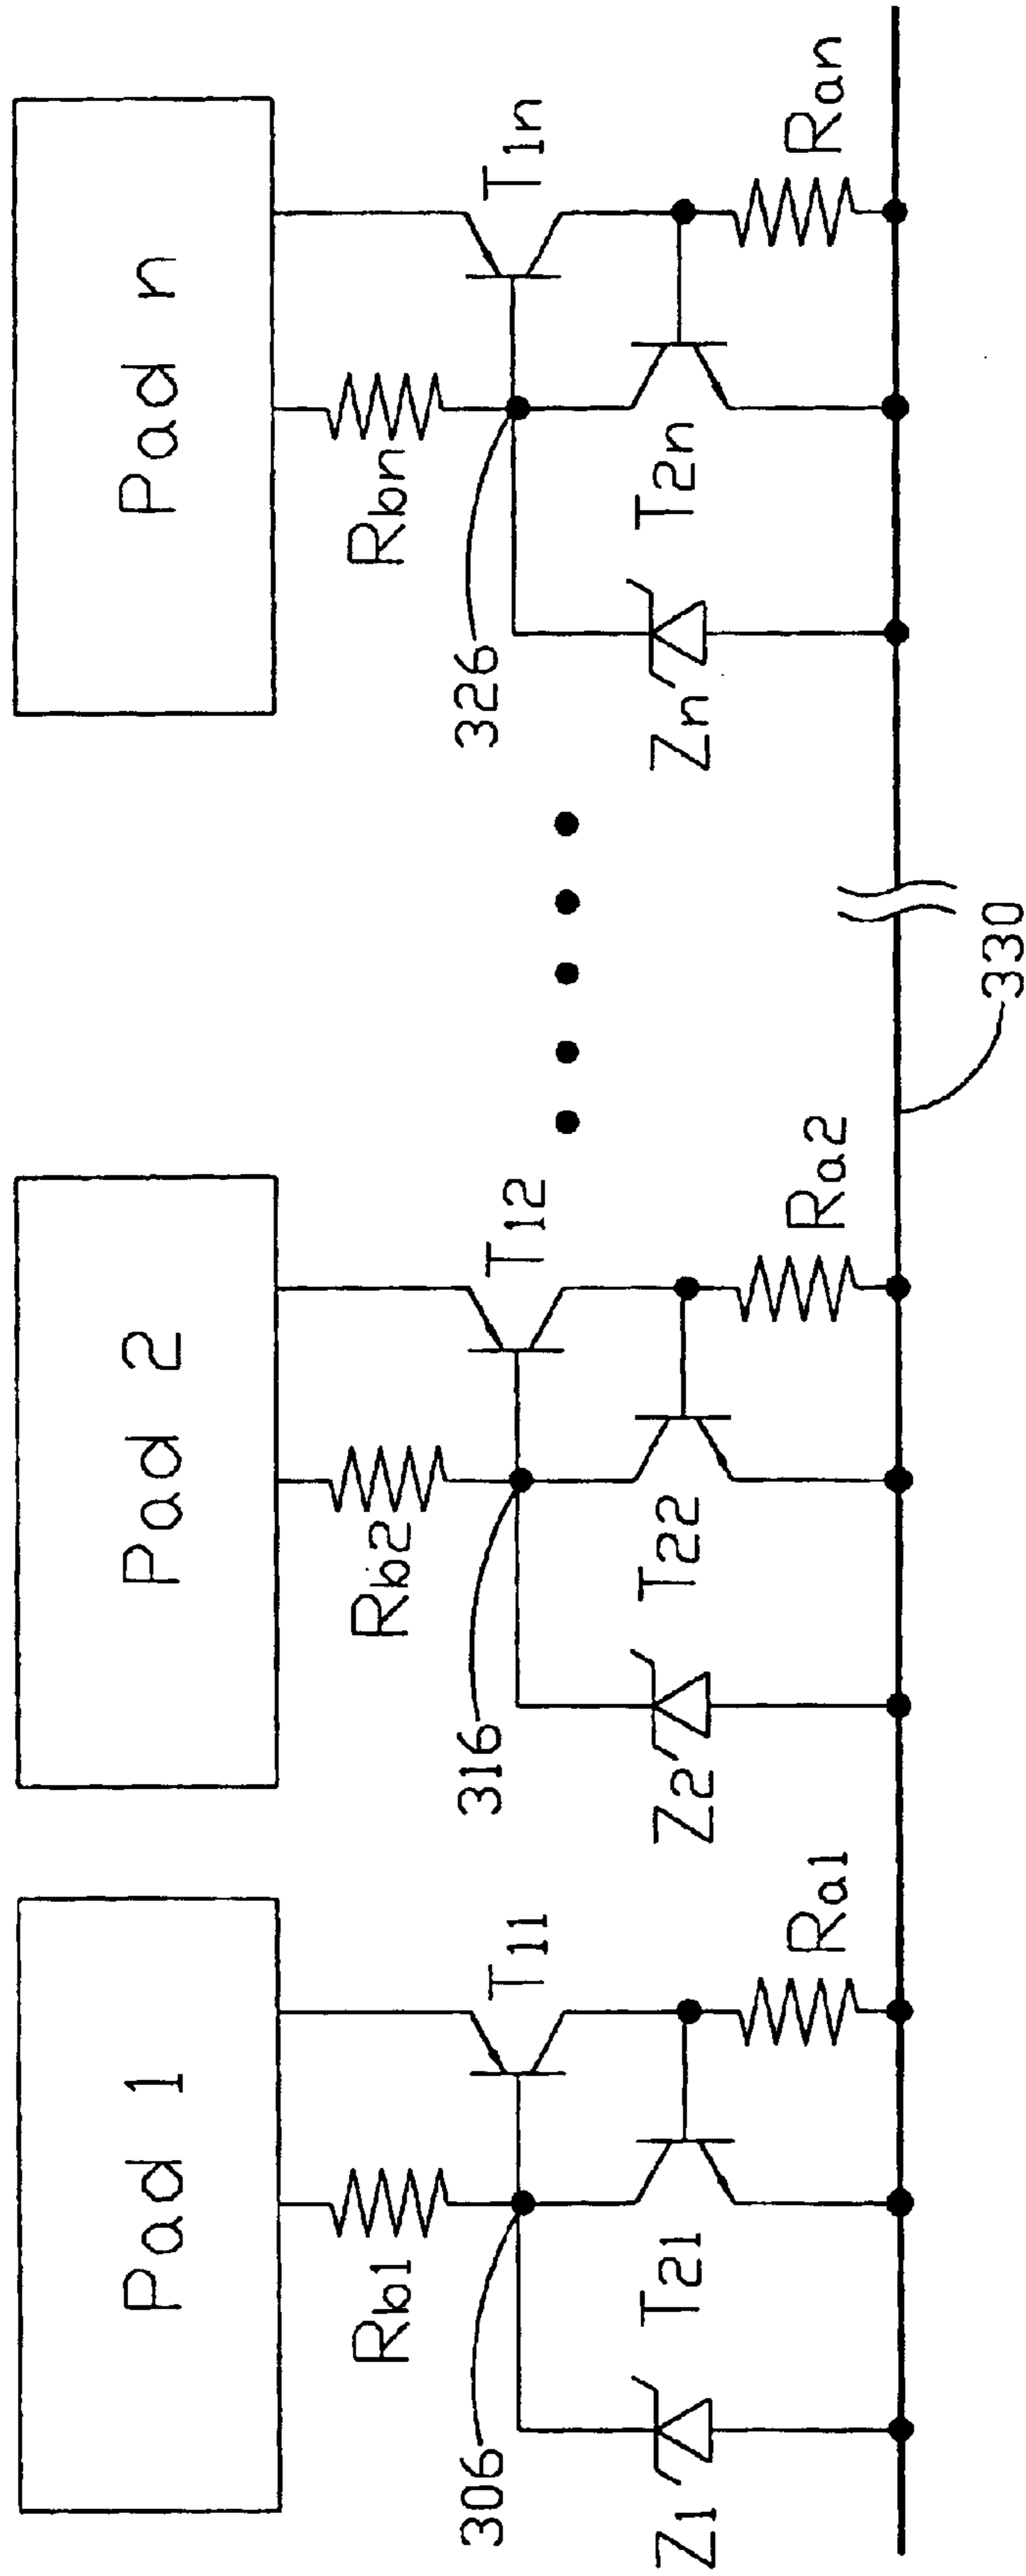 Pad 1
Pad 2
Pad n
Rb1
T11
Rb2
T12
Rbn
T1n
306
316
326
Z1
T21
Ra1
Z2
T22
Ra2
Zn
T2n
Ran
330